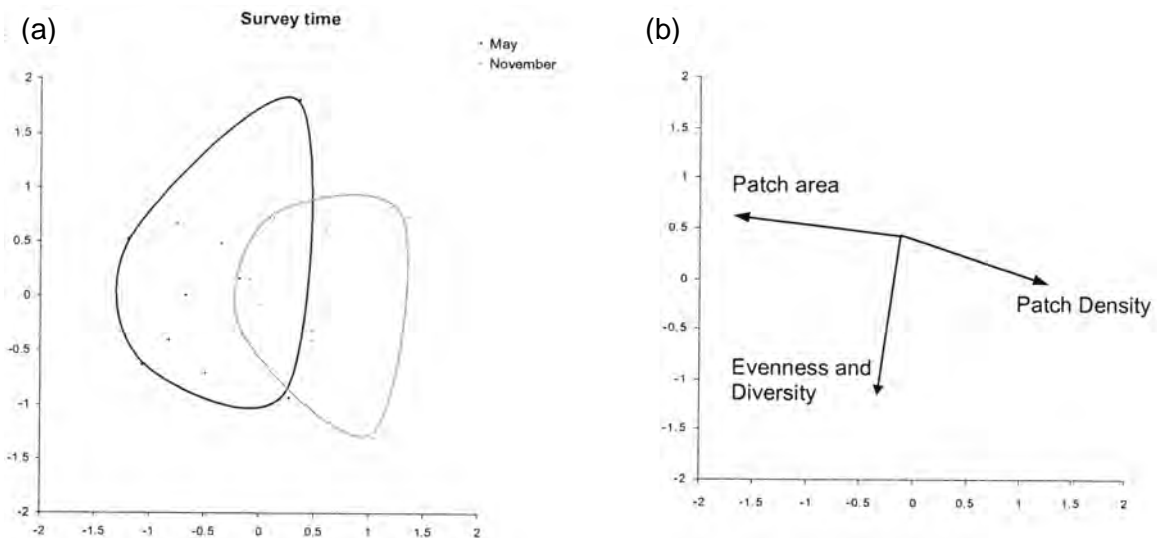 (a)
Survey time
May
November
2
1.5
1
0.5
0
-0.5
-1
-1.5
-2
-2 -1.5 -1 -0.5 0 0.5 1 1.5 2
(b)
2
1.5
1
0.5
0
-0.5
-1
-1.5
-2
-2 -1.5 -1 -0.5 0 0.5 1 1.5 2
Patch area
Patch Density
Evenness and
Diversity